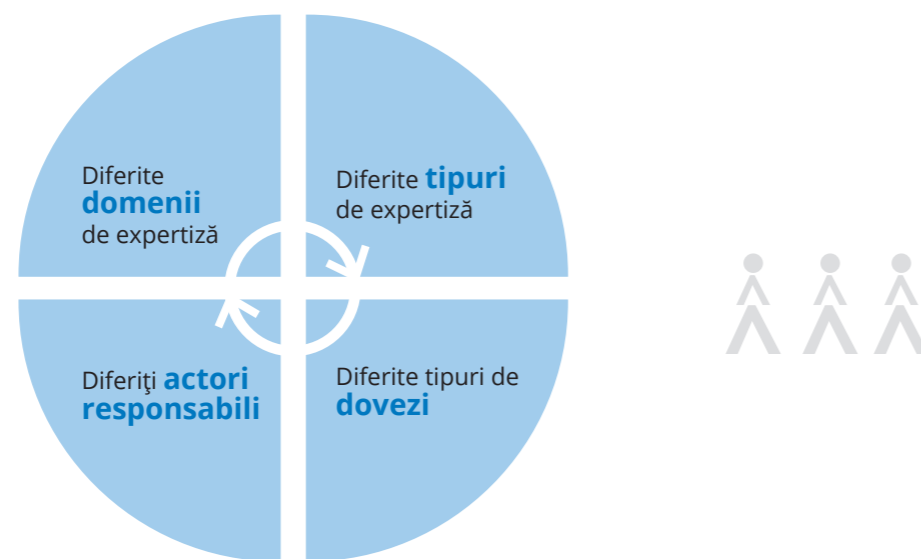 Diferite
domenii
de expertiză
Diferite tipuri
de expertiză
Diferiţi actori
responsabili
Diferite tipuri de
dovezi